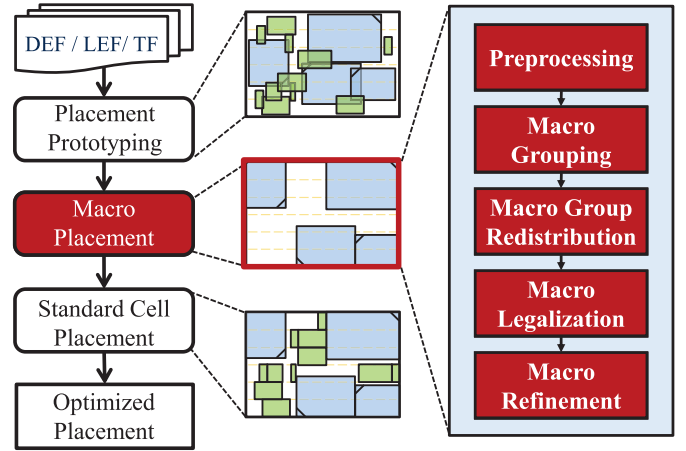 DEF / LEF/ TF
Placement
Prototyping
Macro
Placement
Standard Cell
Placement
Optimized
Placement
Preprocessing
Macro
Grouping
Macro Group
Redistribution
Macro
Legalization
Macro
Refinement